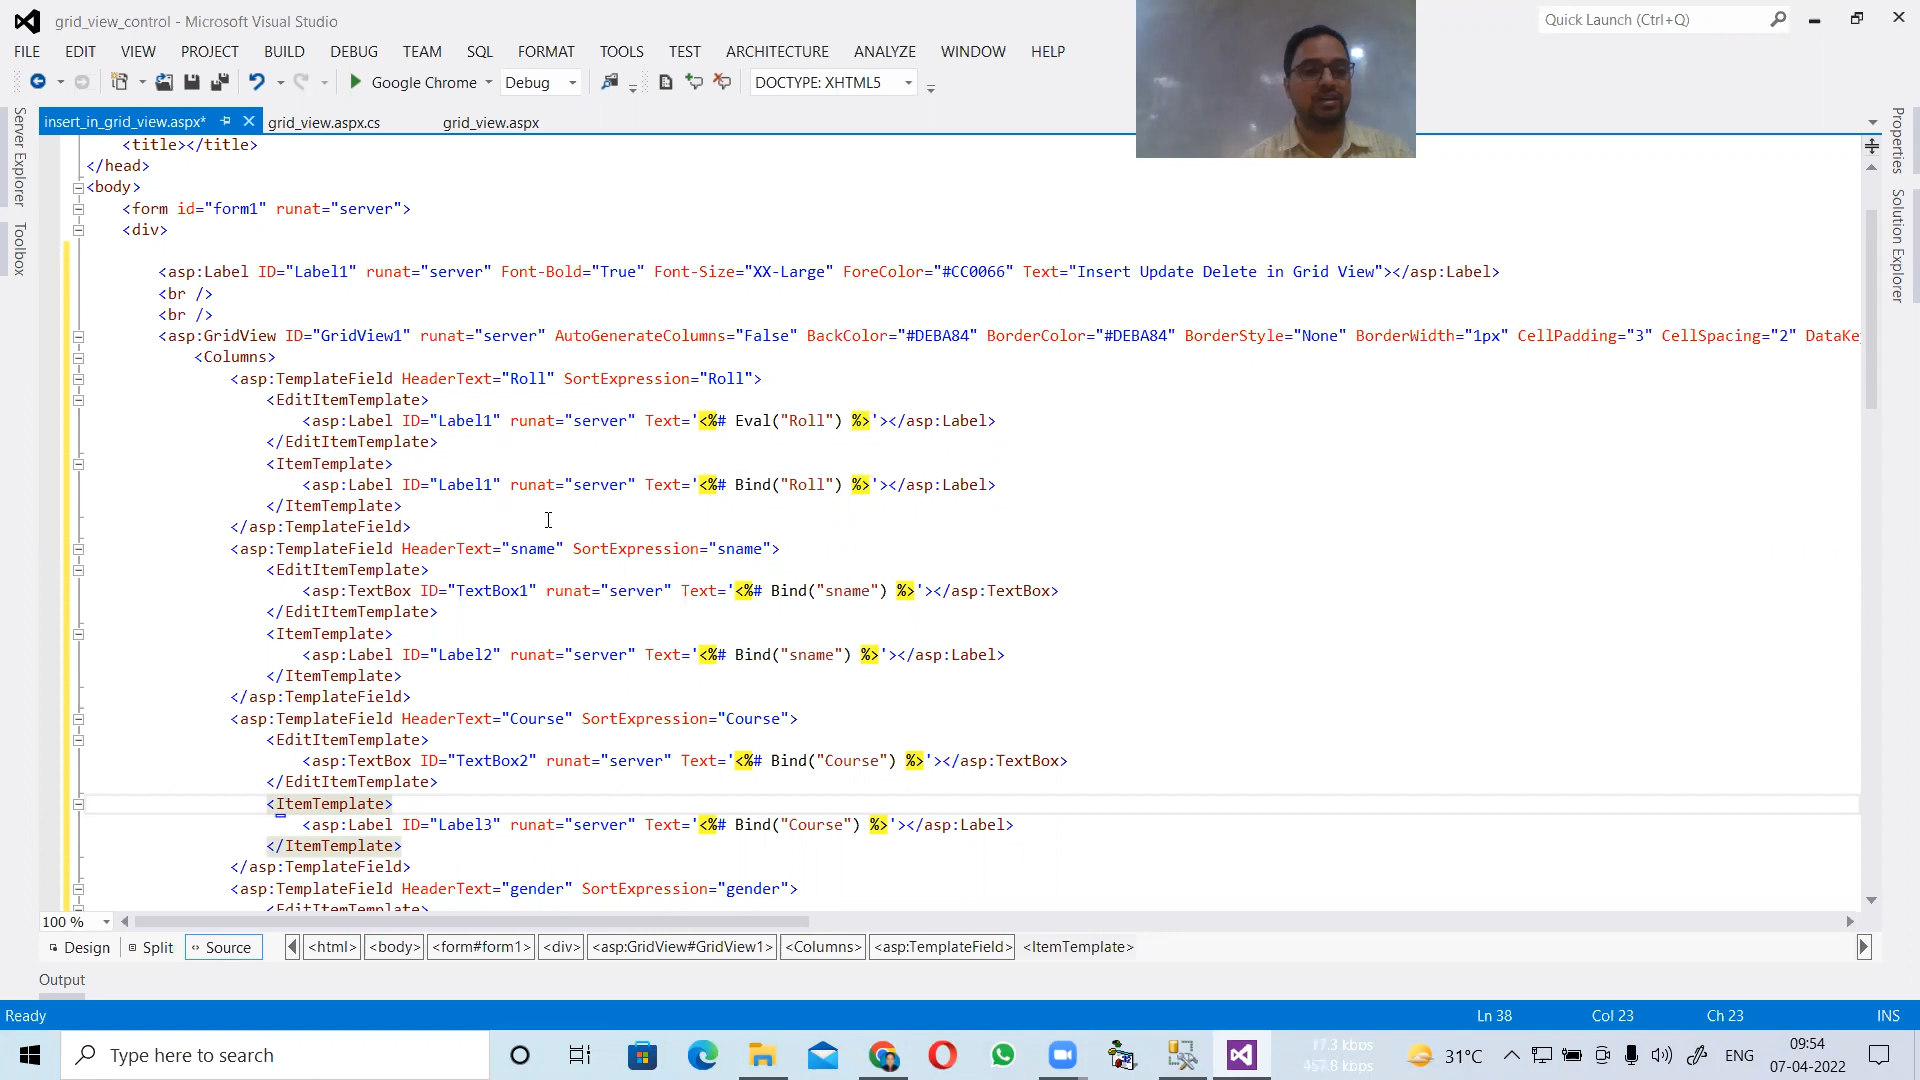 grid_view_control - Microsoft Visual Studio
Quick Launch (Ctrl+Q)
FILE EDIT VIEW PROJECT BUILD DEBUG TEAM SQL FORMAT TOOLS TEST ARCHITECTURE ANALYZE WINDOW HELP
Google Chrome Debug DOCTYPE: XHTML5
insert_in_grid_view.aspx* grid_view.aspx.cs grid_view.aspx
Server Explorer
Toolbox
Properties
Solution Explorer
<title></title>
</head>
<body>
<form id="form1" runat="server">
<div>
<asp:Label ID="Label1" runat="server" Font-Bold="True" Font-Size="XX-Large" ForeColor="#CC0066" Text="Insert Update Delete in Grid View"></asp:Label>
<br />
<br />
<asp:GridView ID="GridView1" runat="server" AutoGenerateColumns="False" BackColor="#DEBA84" BorderColor="#DEBA84" BorderStyle="None" BorderWidth="1px" CellPadding="3" CellSpacing="2" DataKe
<Columns>
<asp:TemplateField HeaderText="Roll" SortExpression="Roll">
<EditItemTemplate>
<asp:Label ID="Label1" runat="server" Text='<%# Eval("Roll") %>'></asp:Label>
</EditItemTemplate>
<ItemTemplate>
<asp:Label ID="Label1" runat="server" Text='<%# Bind("Roll") %>'></asp:Label>
</ItemTemplate>
</asp:TemplateField>
<asp:TemplateField HeaderText="sname" SortExpression="sname">
<EditItemTemplate>
<asp:TextBox ID="TextBox1" runat="server" Text='<%# Bind("sname") %>'></asp:TextBox>
</EditItemTemplate>
<ItemTemplate>
<asp:Label ID="Label2" runat="server" Text='<%# Bind("sname") %>'></asp:Label>
</ItemTemplate>
</asp:TemplateField>
<asp:TemplateField HeaderText="Course" SortExpression="Course">
<EditItemTemplate>
<asp:TextBox ID="TextBox2" runat="server" Text='<%# Bind("Course") %>'></asp:TextBox>
</EditItemTemplate>
<ItemTemplate>
<asp:Label ID="Label3" runat="server" Text='<%# Bind("Course") %>'></asp:Label>
</ItemTemplate>
</asp:TemplateField>
<asp:TemplateField HeaderText="gender" SortExpression="gender">
<EditItemTemplate>
100 %
Design Split Source <html> <body> <form#form1> <div> <asp:GridView#GridView1> <Columns> <asp:TemplateField> <ItemTemplate>
Output
Ready Ln 38 Col 23 Ch 23 INS
Type here to search
31°C ENG
09:54
07-04-2022